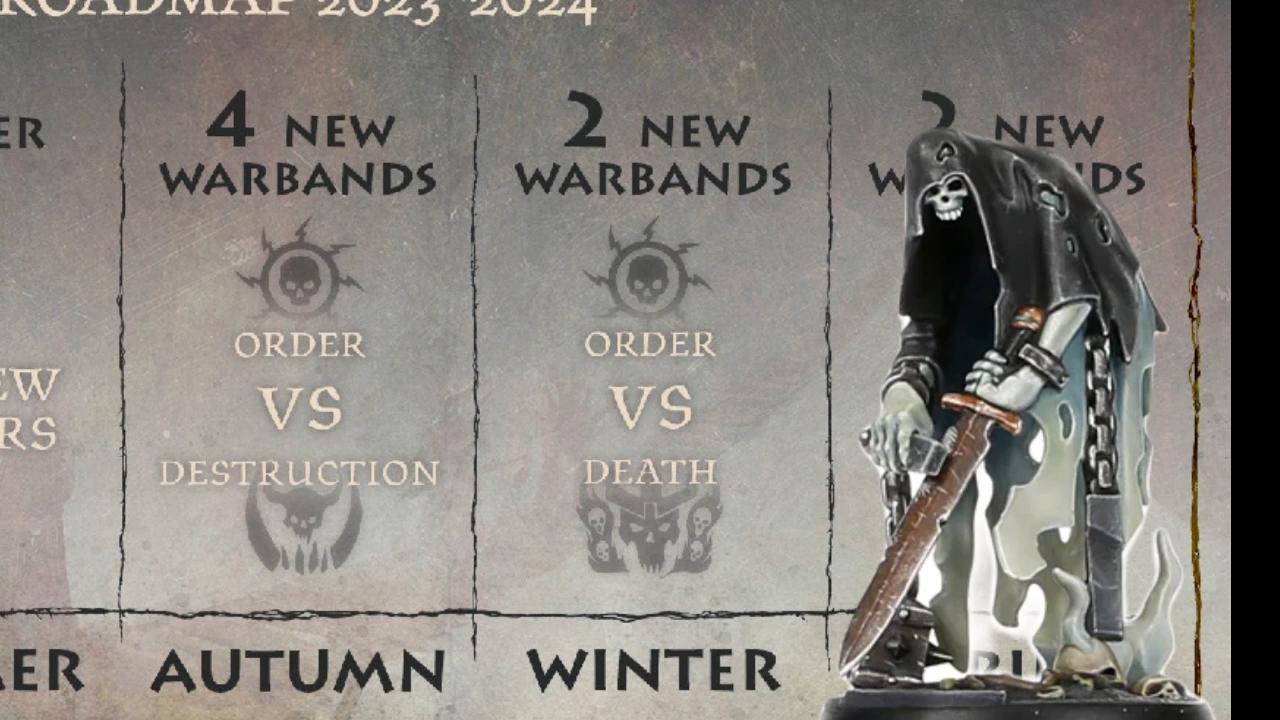 ROADMAP 2023-2024
ER
EW
RS
ER
4 NEW
WARBANDS
ORDER
VS
DESTRUCTION
AUTUMN
2 NEW
WARBANDS
ORDER
VS
DEATH
WINTER
NEW